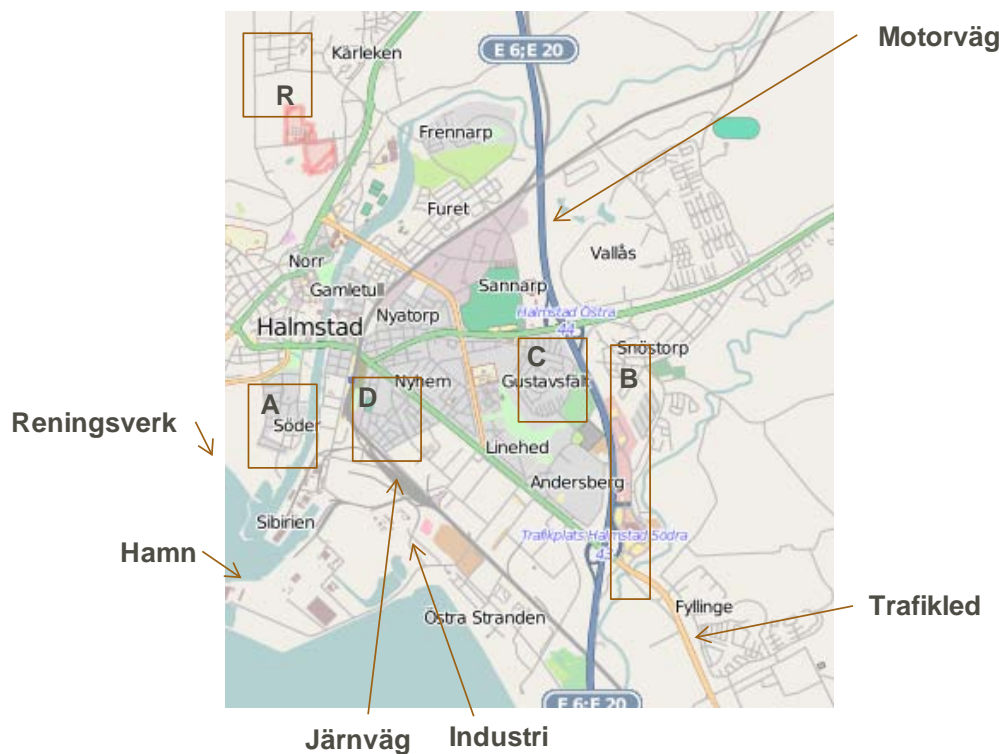 E 6;E 20
Motorväg
Kärleken
R
Frennarp
Furet
Vallås
Norr
Gamletull
Sannarp
Halmstad
Nyatorp
Halmstad Östra
44
Snöstorp
C
B
Nyhem
Gustavsfält
A
D
Söder
Reningsverk
Linehed
Andersberg
Sibirien
Trafikplats Halmstad Södra
43
Hamn
Östra Stranden
Fyllinge
Trafikled
E 6;E 20
Järnväg
Industri